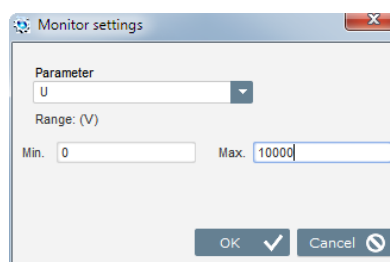 Monitor settings
X
Parameter
U
Range: (V)
Min. 0 Max. 10000
OK Cancel